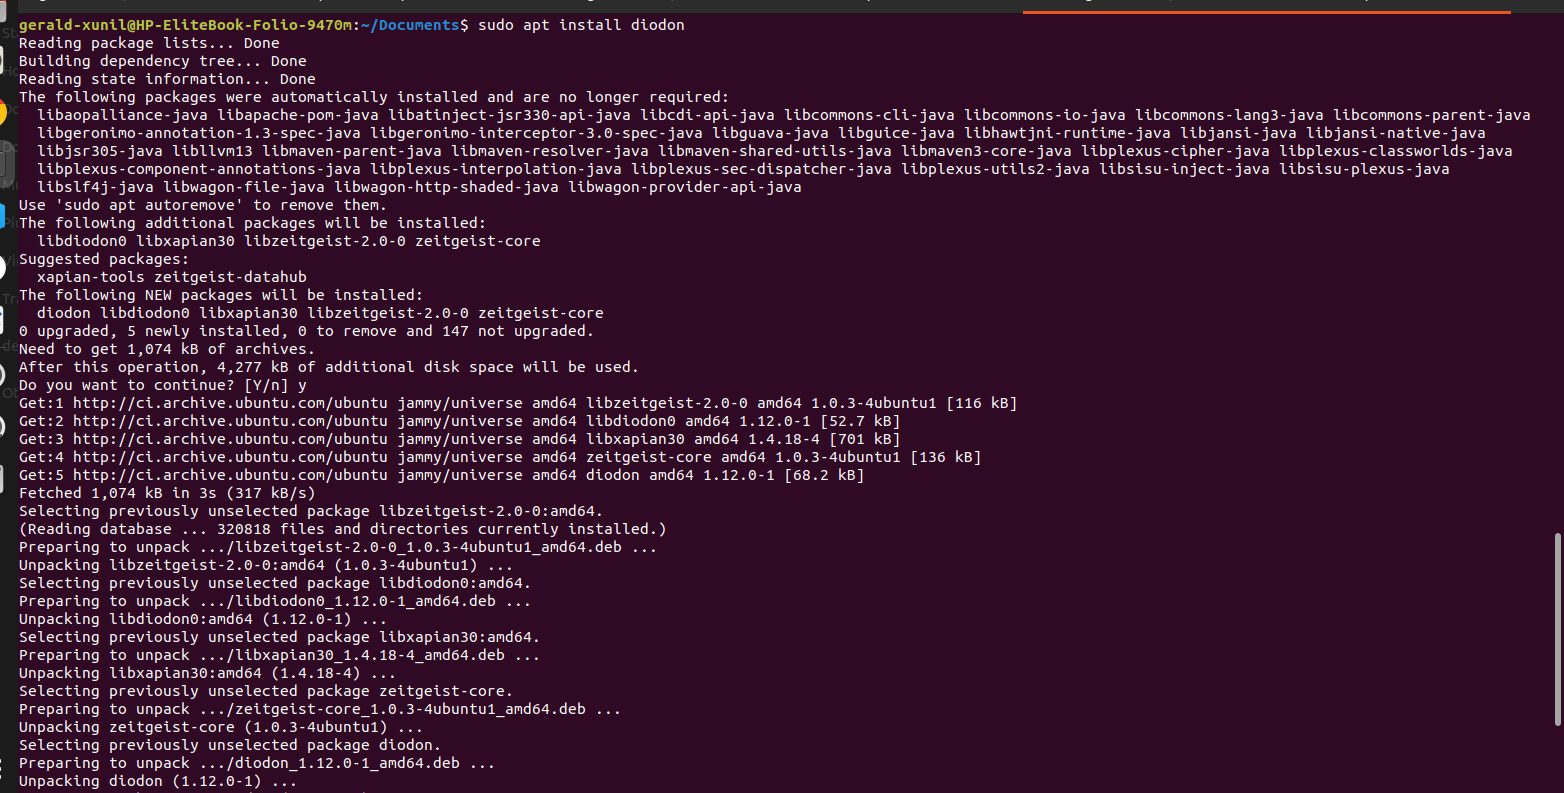 gerald-xunil@HP-EliteBook-Folio-9470m:~/Documents$ sudo apt install diodon
Reading package lists... Done
Building dependency tree... Done
Reading state information... Done
The following packages were automatically installed and are no longer required:
  libaopalliance-java libapache-pom-java libatinject-jsr330-api-java libcdi-api-java libcommons-cli-java libcommons-io-java libcommons-lang3-java libcommons-parent-java
  libgeronimo-annotation-1.3-spec-java libgeronimo-interceptor-3.0-spec-java libguava-java libguice-java libhawtjni-runtime-java libjansi-java libjansi-native-java
  libjsr305-java libllvm13 libmaven-parent-java libmaven-resolver-java libmaven-shared-utils-java libmaven3-core-java libplexus-cipher-java libplexus-classworlds-java
  libplexus-component-annotations-java libplexus-interpolation-java libplexus-sec-dispatcher-java libplexus-utils2-java libsisu-inject-java libsisu-plexus-java
  libslf4j-java libwagon-file-java libwagon-http-shaded-java libwagon-provider-api-java
Use 'sudo apt autoremove' to remove them.
The following additional packages will be installed:
  libdiodon0 libxapian30 libzeitgeist-2.0-0 zeitgeist-core
Suggested packages:
  xapian-tools zeitgeist-datahub
The following NEW packages will be installed:
  diodon libdiodon0 libxapian30 libzeitgeist-2.0-0 zeitgeist-core
0 upgraded, 5 newly installed, 0 to remove and 147 not upgraded.
Need to get 1,074 kB of archives.
After this operation, 4,277 kB of additional disk space will be used.
Do you want to continue? [Y/n] y
Get:1 http://ci.archive.ubuntu.com/ubuntu jammy/universe amd64 libzeitgeist-2.0-0 amd64 1.0.3-4ubuntu1 [116 kB]
Get:2 http://ci.archive.ubuntu.com/ubuntu jammy/universe amd64 libdiodon0 amd64 1.12.0-1 [52.7 kB]
Get:3 http://ci.archive.ubuntu.com/ubuntu jammy/universe amd64 libxapian30 amd64 1.4.18-4 [701 kB]
Get:4 http://ci.archive.ubuntu.com/ubuntu jammy/universe amd64 zeitgeist-core amd64 1.0.3-4ubuntu1 [136 kB]
Get:5 http://ci.archive.ubuntu.com/ubuntu jammy/universe amd64 diodon amd64 1.12.0-1 [68.2 kB]
Fetched 1,074 kB in 3s (317 kB/s)
Selecting previously unselected package libzeitgeist-2.0-0:amd64.
(Reading database ... 320818 files and directories currently installed.)
Preparing to unpack .../libzeitgeist-2.0-0_1.0.3-4ubuntu1_amd64.deb ...
Unpacking libzeitgeist-2.0-0:amd64 (1.0.3-4ubuntu1) ...
Selecting previously unselected package libdiodon0:amd64.
Preparing to unpack .../libdiodon0_1.12.0-1_amd64.deb ...
Unpacking libdiodon0:amd64 (1.12.0-1) ...
Selecting previously unselected package libxapian30:amd64.
Preparing to unpack .../libxapian30_1.4.18-4_amd64.deb ...
Unpacking libxapian30:amd64 (1.4.18-4) ...
Selecting previously unselected package zeitgeist-core.
Preparing to unpack .../zeitgeist-core_1.0.3-4ubuntu1_amd64.deb ...
Unpacking zeitgeist-core (1.0.3-4ubuntu1) ...
Selecting previously unselected package diodon.
Preparing to unpack .../diodon_1.12.0-1_amd64.deb ...
Unpacking diodon (1.12.0-1) ...